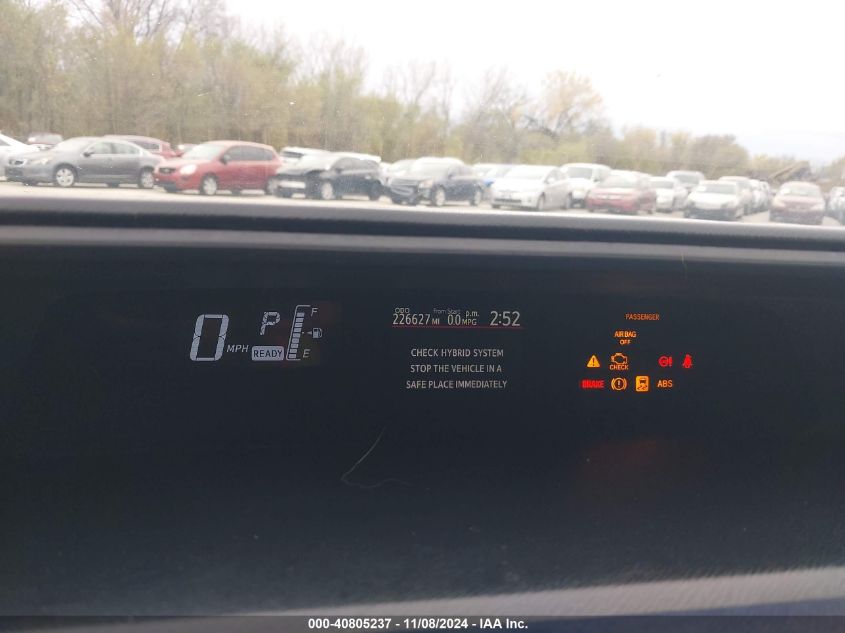 0 MPH
P
READY
F
E
ODO
226627 MI
From Start
0.0 MPG
p.m.
2:52
CHECK HYBRID SYSTEM
STOP THE VEHICLE IN A
SAFE PLACE IMMEDIATELY
PASSENGER
AIR BAG
OFF
CHECK
BRAKE
ABS
000-40805237 - 11/08/2024 - IAA Inc.